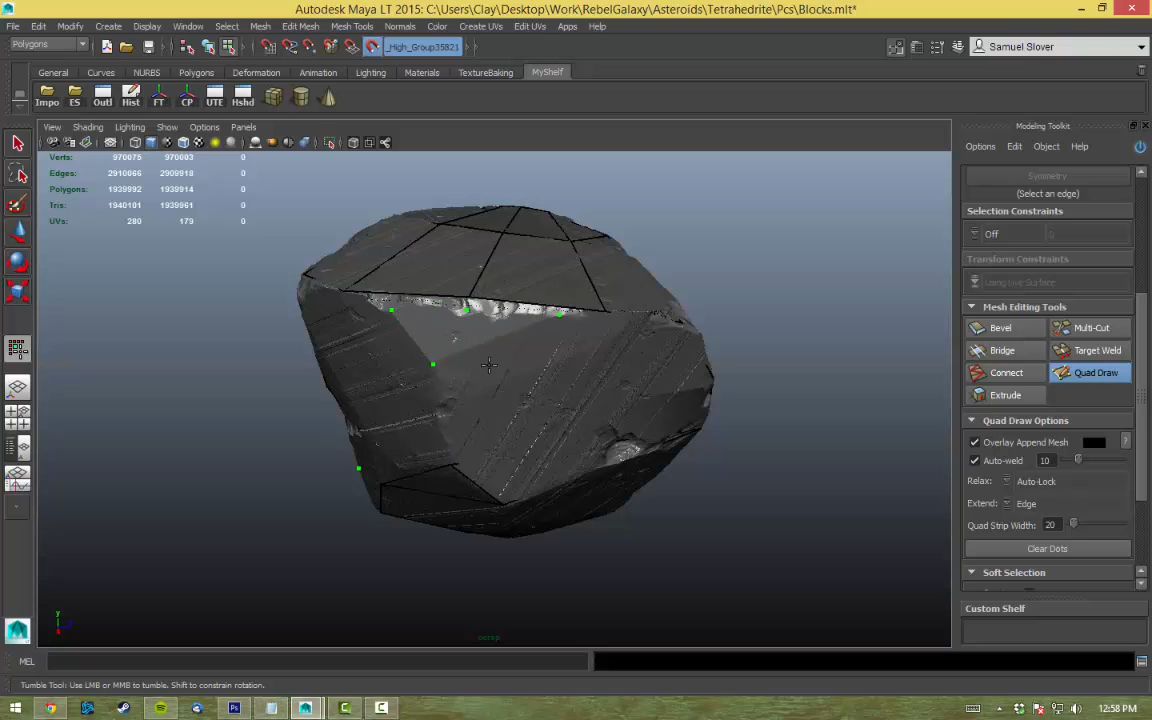 Autodesk Maya LT 2015: C:\Users\Clay\Desktop\Work\RebelGalaxy\Asteroids\Tetrahedrite\Pcs\Blocks.mlt*
File Edit Modify Create Display Window Select Mesh Edit Mesh Mesh Tools Normals Color Create UVs Edit UVs Apps Help
Polygons _High_Group35821 Samuel Slover
General Curves NURBS Polygons Deformation Animation Lighting Materials TextureBaking MyShelf
Impo ES Outl Hist FT CP UTE Hshd
View Shading Lighting Show Options Panels
Modeling Toolkit
Options Edit Object Help
Verts: 970075 970003 0
Edges: 2910066 2909918 0
Polygons: 1939992 1939914 0
Tris: 1940191 1939961 0
UVs: 280 179 0
Symmetry
(Select an edge)
Selection Constraints
Off 0
Transform Constraints
Mesh Editing Tools
Bevel Multi-Cut
Bridge Target Weld
Connect Quad Draw
Extrude
Quad Draw Options
Overlay Append Mesh ?
Auto-weld 10
Relax: Auto-Lock
Extend: Edge
Quad Strip Width: 20
Clear Dots
Soft Selection
Custom Shelf
y
persp
MEL
Tumble Tool: Use LMB or MMB to tumble. Shift to constrain rotation.
Ps 12:58 PM